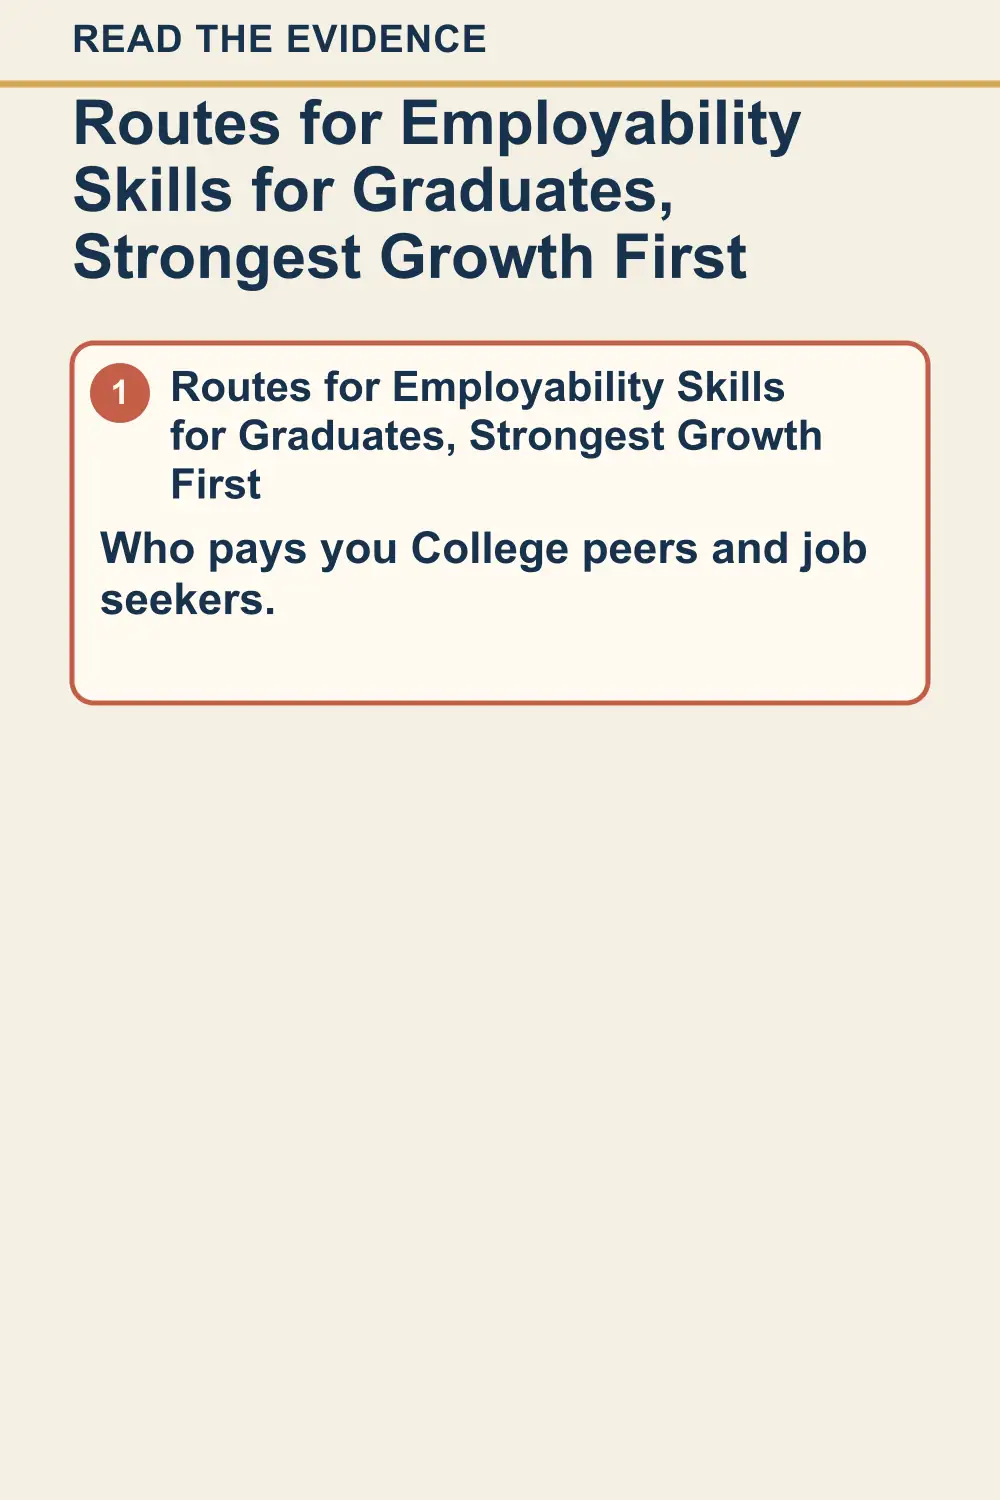 READ THE EVIDENCE
Routes for Employability
Skills for Graduates,
Strongest Growth First
1
Routes for Employability Skills
for Graduates, Strongest Growth
First
Who pays you College peers and job
seekers.